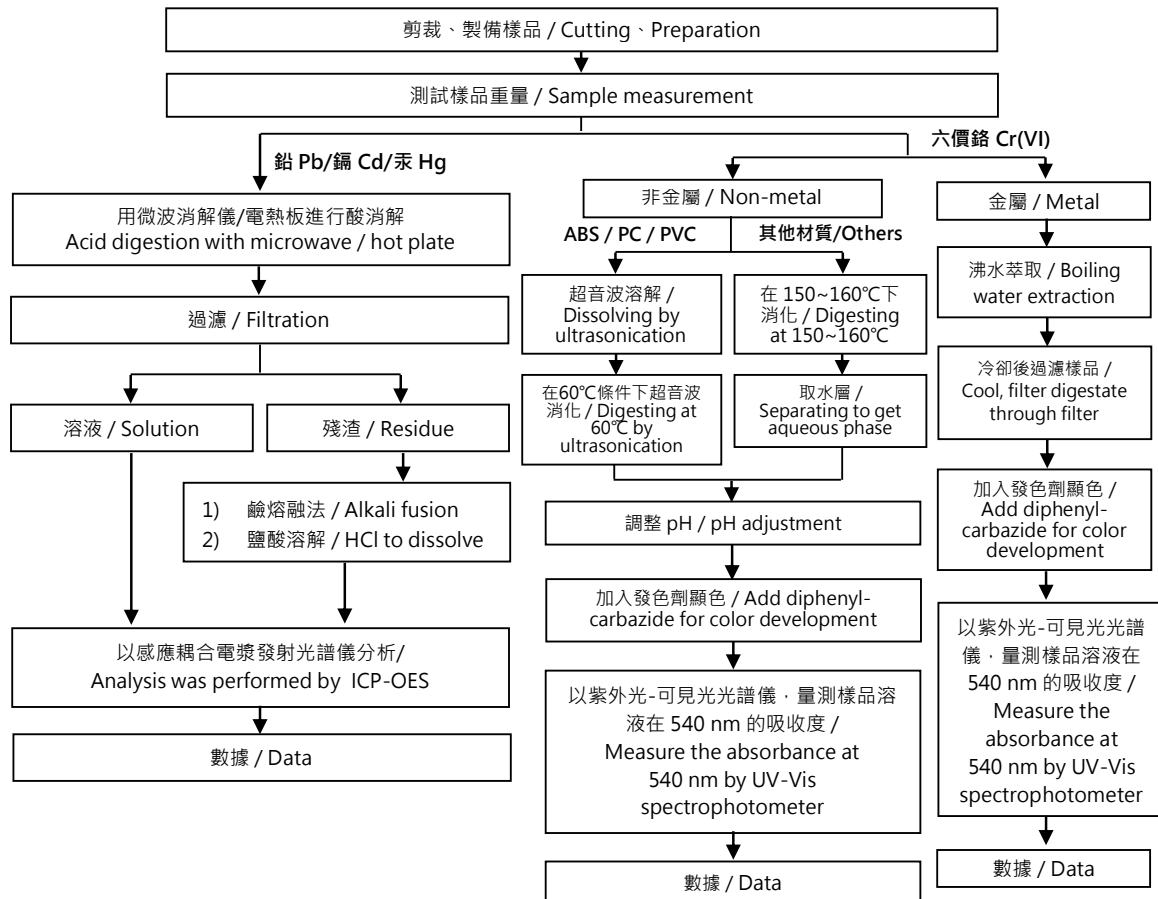 剪裁、製備樣品 / Cutting、Preparation
測試樣品重量 / Sample measurement
鉛 Pb/鎘 Cd/汞 Hg
六價鉻 Cr(VI)
用微波消解儀/電熱板進行酸消解
Acid digestion with microwave / hot plate
過濾 / Filtration
溶液 / Solution
殘渣 / Residue
1) 鹼熔融法 / Alkali fusion
2) 鹽酸溶解 / HCl to dissolve
以感應耦合電漿發射光譜儀分析/
Analysis was performed by ICP-OES
數據 / Data
非金屬 / Non-metal
ABS / PC / PVC
其他材質/Others
超音波溶解 /
Dissolving by
ultrasonication
在 150~160℃下
消化 / Digesting
at 150~160℃
在60℃條件下超音波
消化 / Digesting at
60℃ by
ultrasonication
取水層 /
Separating to get
aqueous phase
調整 pH / pH adjustment
加入發色劑顯色 / Add diphenyl-
carbazide for color development
以紫外光-可見光光譜儀，量測樣品溶
液在 540 nm 的吸收度 /
Measure the absorbance at
540 nm by UV-Vis
spectrophotometer
數據 / Data
金屬 / Metal
沸水萃取 / Boiling
water extraction
冷卻後過濾樣品 /
Cool, filter digestate
through filter
加入發色劑顯色 /
Add diphenyl-
carbazide for color
development
以紫外光-可見光光譜
儀，量測樣品溶液在
540 nm 的吸收度 /
Measure the
absorbance at
540 nm by UV-Vis
spectrophotometer
數據 / Data